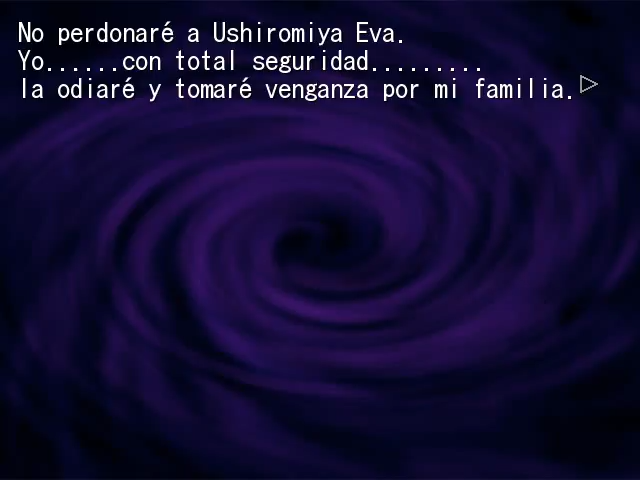 No perdonaré a Ushiromiya Eva.
Yo......con total seguridad.........
la odiaré y tomaré venganza por mi familia.